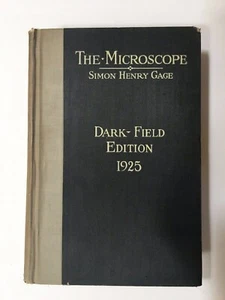 THE·MICROSCOPE
SIMON HENRY GAGE
DARK-FIELD
EDITION
1925